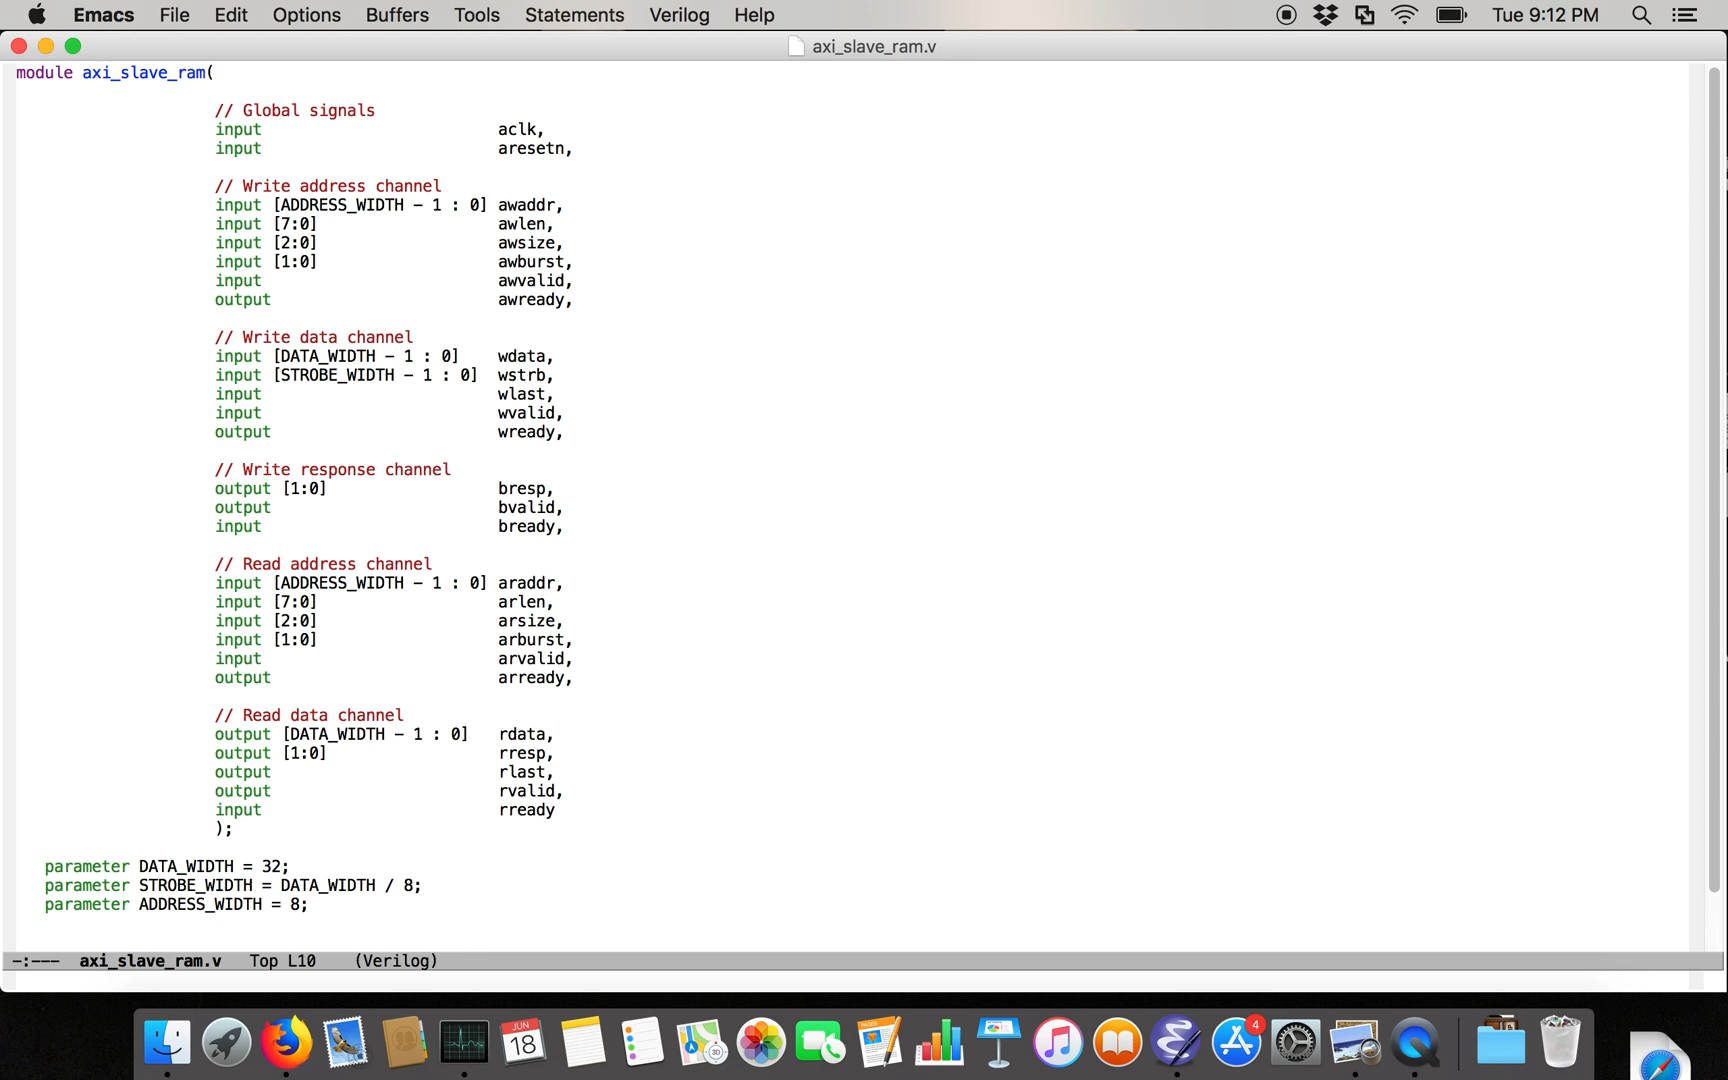 Emacs File Edit Options Buffers Tools Statements Verilog Help Tue 9:12 PM
axi_slave_ram.v
module axi_slave_ram(
// Global signals
input aclk,
input aresetn,
// Write address channel
input [ADDRESS_WIDTH - 1 : 0] awaddr,
input [7:0] awlen,
input [2:0] awsize,
input [1:0] awburst,
input awvalid,
output awready,
// Write data channel
input [DATA_WIDTH - 1 : 0] wdata,
input [STROBE_WIDTH - 1 : 0] wstrb,
input wlast,
input wvalid,
output wready,
// Write response channel
output [1:0] bresp,
output bvalid,
input bready,
// Read address channel
input [ADDRESS_WIDTH - 1 : 0] araddr,
input [7:0] arlen,
input [2:0] arsize,
input [1:0] arburst,
input arvalid,
output arready,
// Read data channel
output [DATA_WIDTH - 1 : 0] rdata,
output [1:0] rresp,
output rlast,
output rvalid,
input rready
);
parameter DATA_WIDTH = 32;
parameter STROBE_WIDTH = DATA_WIDTH / 8;
parameter ADDRESS_WIDTH = 8;
-:--- axi_slave_ram.v Top L10 (Verilog)
JUN
18
3D
PAGES
4